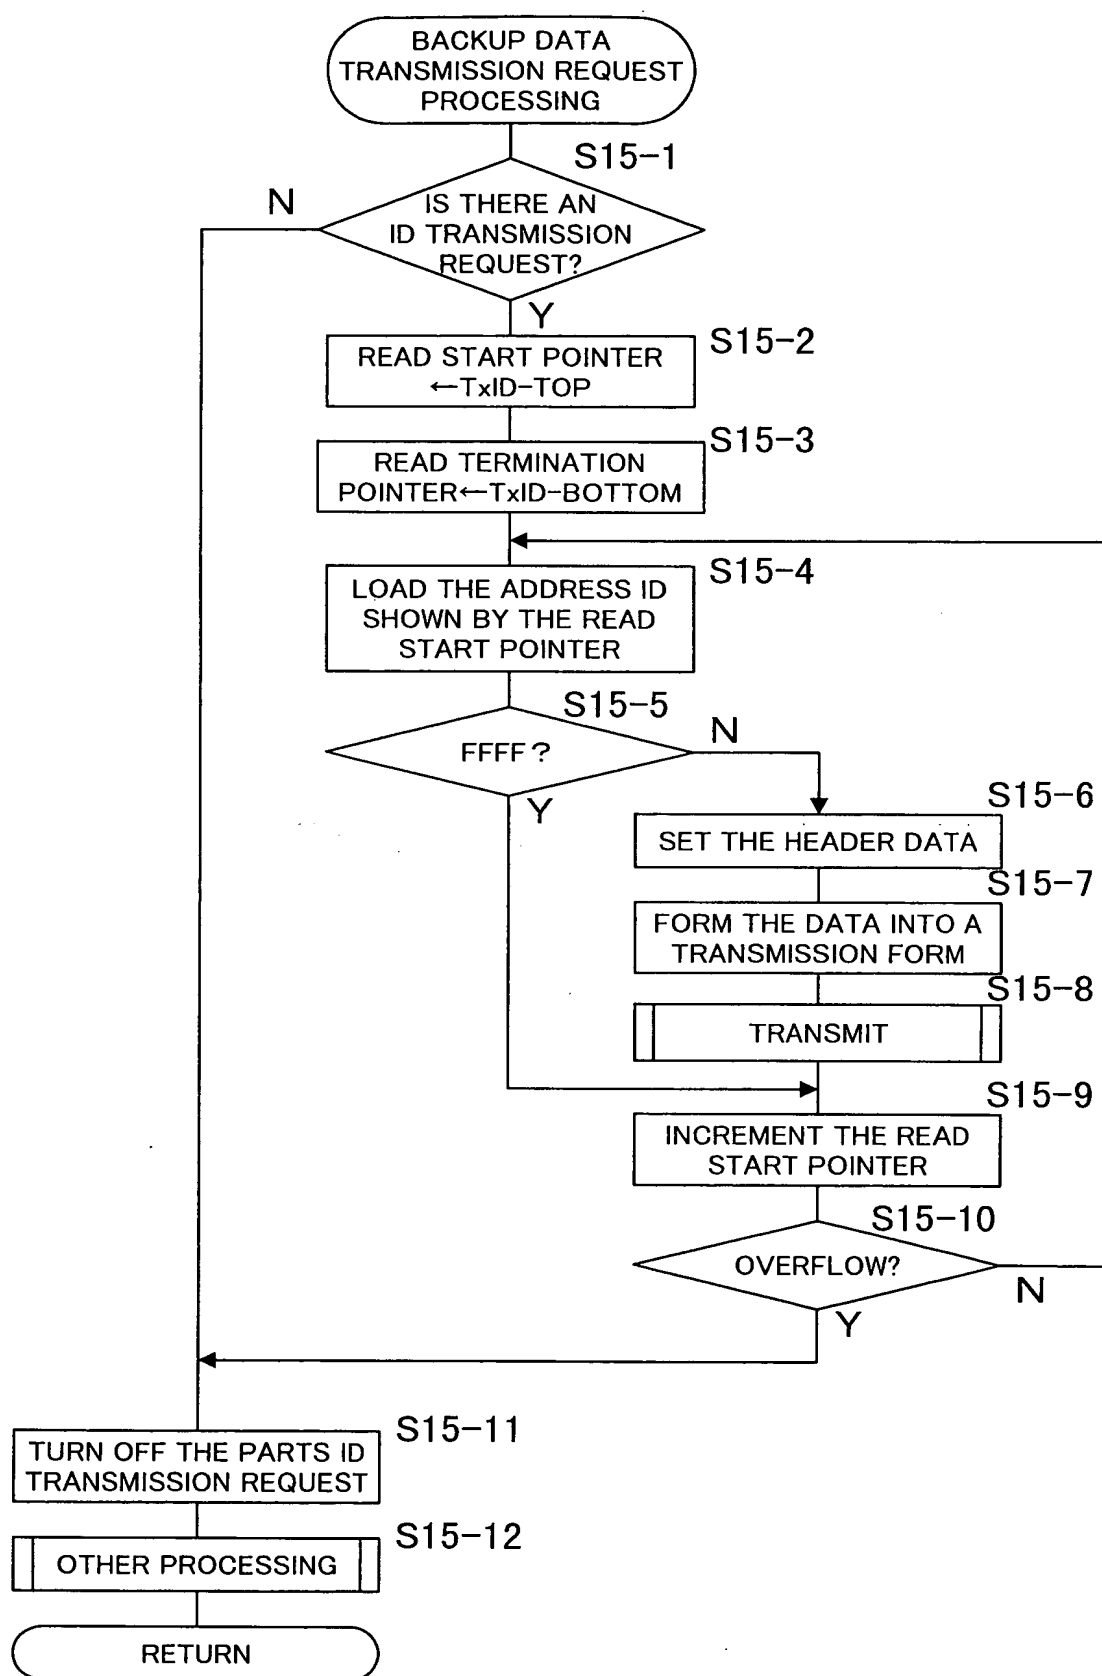 BACKUP DATA
TRANSMISSION REQUEST
PROCESSING
S15-1
N
IS THERE AN
ID TRANSMISSION
REQUEST?
Y
S15-2
READ START POINTER
←TxID-TOP
S15-3
READ TERMINATION
POINTER←TxID-BOTTOM
S15-4
LOAD THE ADDRESS ID
SHOWN BY THE READ
START POINTER
S15-5
FFFF?
N
Y
S15-6
SET THE HEADER DATA
S15-7
FORM THE DATA INTO A
TRANSMISSION FORM
S15-8
TRANSMIT
S15-9
INCREMENT THE READ
START POINTER
S15-10
OVERFLOW?
N
Y
S15-11
TURN OFF THE PARTS ID
TRANSMISSION REQUEST
S15-12
OTHER PROCESSING
RETURN